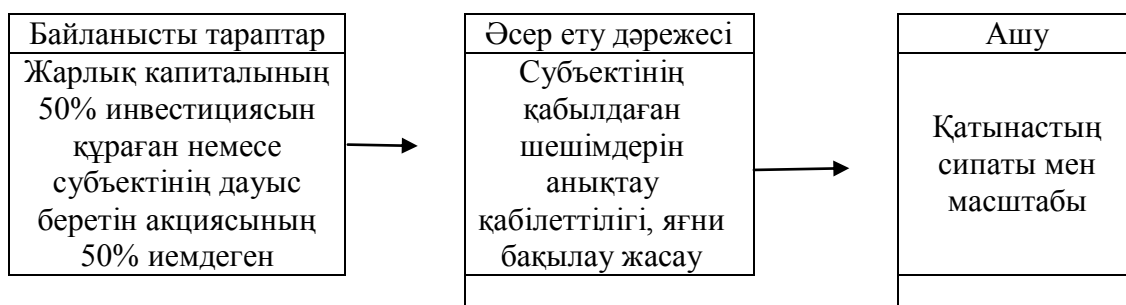 Байланысты тараптар
Жарлық капиталының
50% инвестициясын
құраған немесе
субъектінің дауыс
беретін акциясының
50% иемдеген
Әсер ету дәрежесі
Субъектінің
қабылдаған
шешімдерін
анықтау
қабілеттілігі, яғни
бақылау жасау
Ашу
Қатынастың
сипаты мен
масштабы